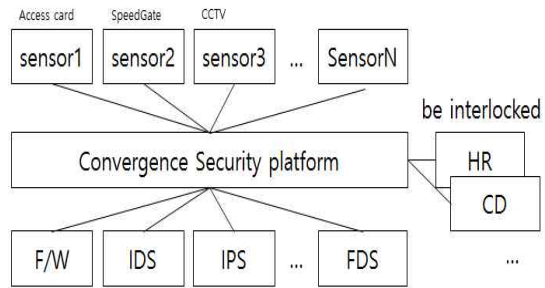 Access card SpeedGate CCTV
sensor1 sensor2 sensor3 ... SensorN
be interlocked
Convergence Security platform HR
CD
F/W IDS IPS ... FDS ...